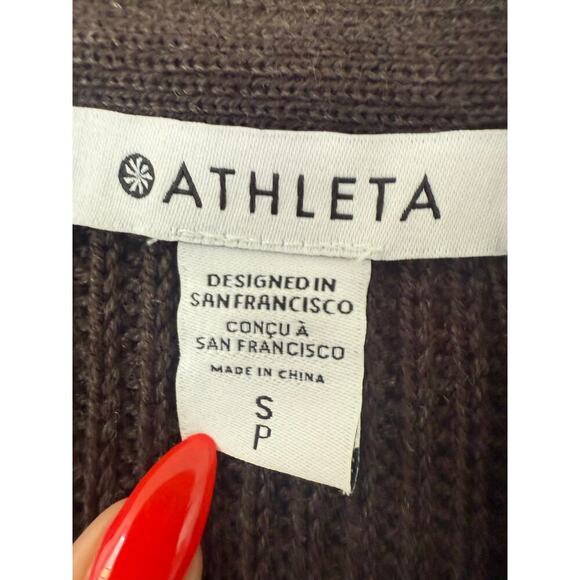 ATHLETA
DESIGNED IN
SAN FRANCISCO
CONÇU À
SAN FRANCISCO
MADE IN CHINA
S
P